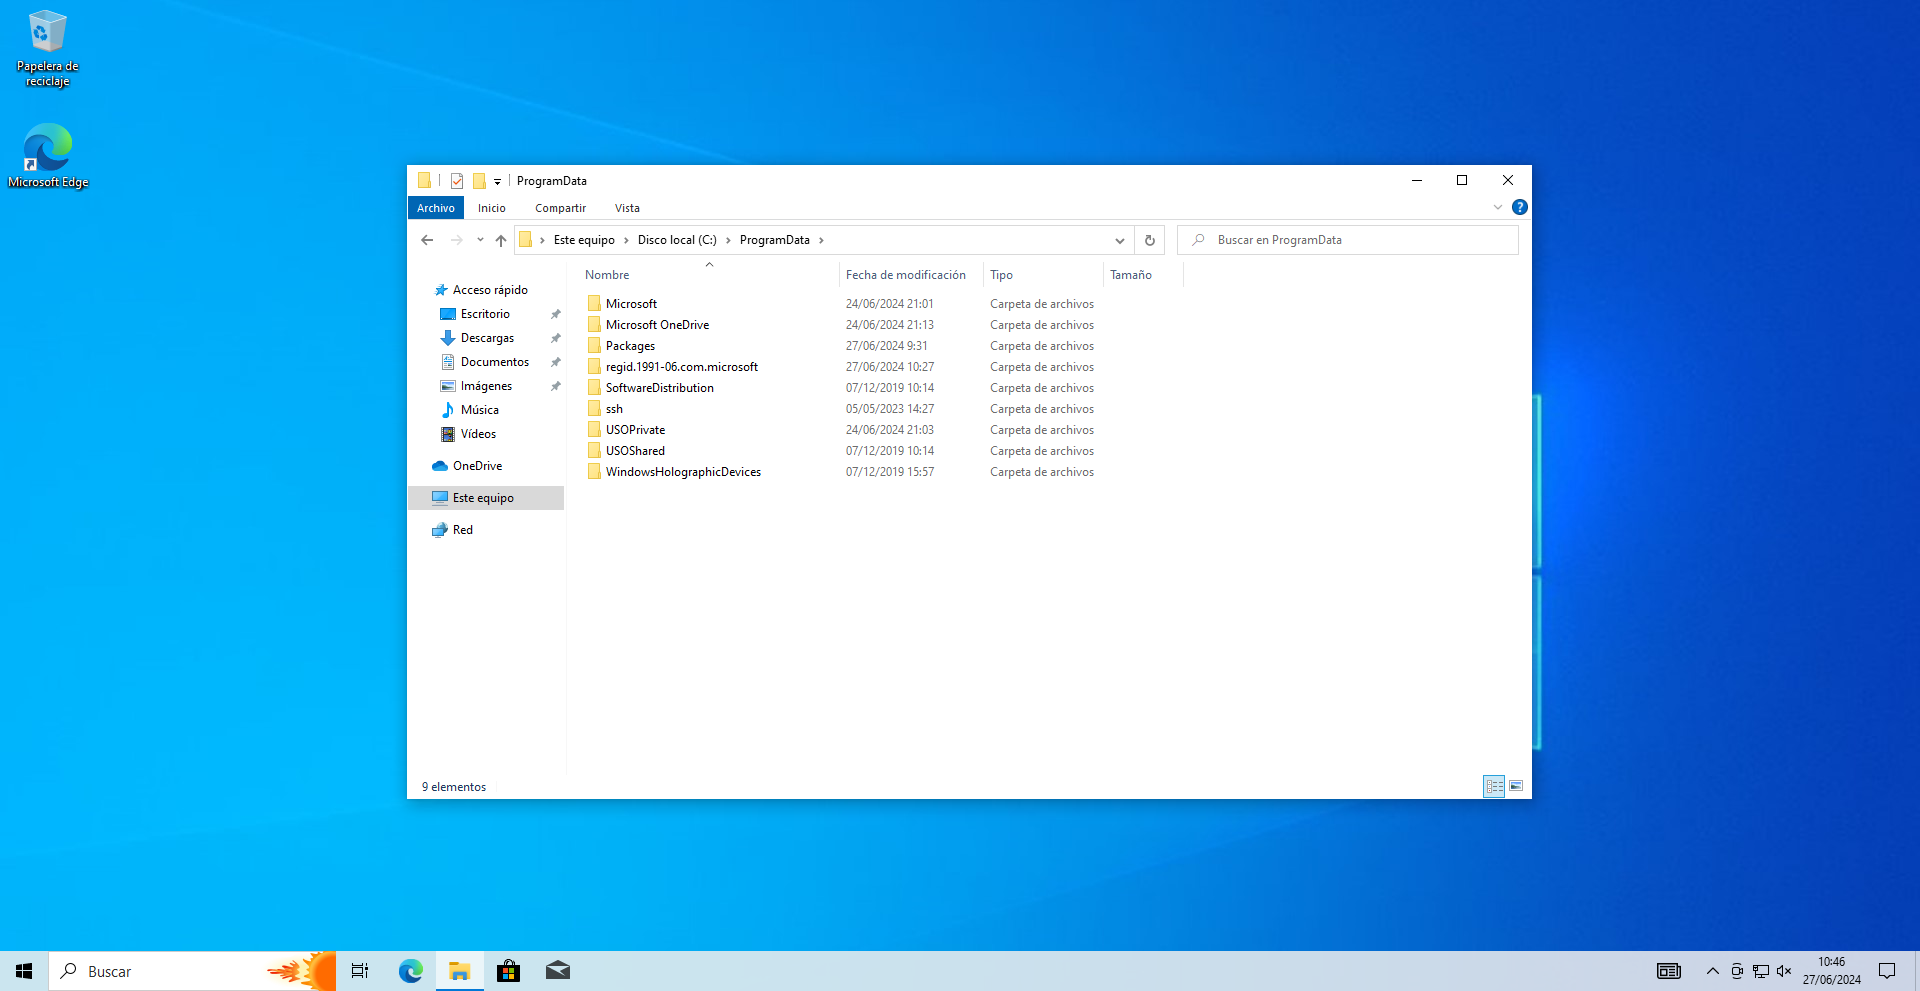 Papelera de
reciclaje
Microsoft Edge
ProgramData
Archivo Inicio Compartir Vista
Este equipo Disco local (C:) ProgramData
Buscar en ProgramData
Nombre Fecha de modificación Tipo Tamaño
Acceso rápido
Escritorio
Descargas
Documentos
Imágenes
Música
Vídeos
OneDrive
Este equipo
Red
Microsoft 24/06/2024 21:01 Carpeta de archivos
Microsoft OneDrive 24/06/2024 21:13 Carpeta de archivos
Packages 27/06/2024 9:31 Carpeta de archivos
regid.1991-06.com.microsoft 27/06/2024 10:27 Carpeta de archivos
SoftwareDistribution 07/12/2019 10:14 Carpeta de archivos
ssh 05/05/2023 14:27 Carpeta de archivos
USOPrivate 24/06/2024 21:03 Carpeta de archivos
USOShared 07/12/2019 10:14 Carpeta de archivos
WindowsHolographicDevices 07/12/2019 15:57 Carpeta de archivos
9 elementos
Buscar
10:46
27/06/2024